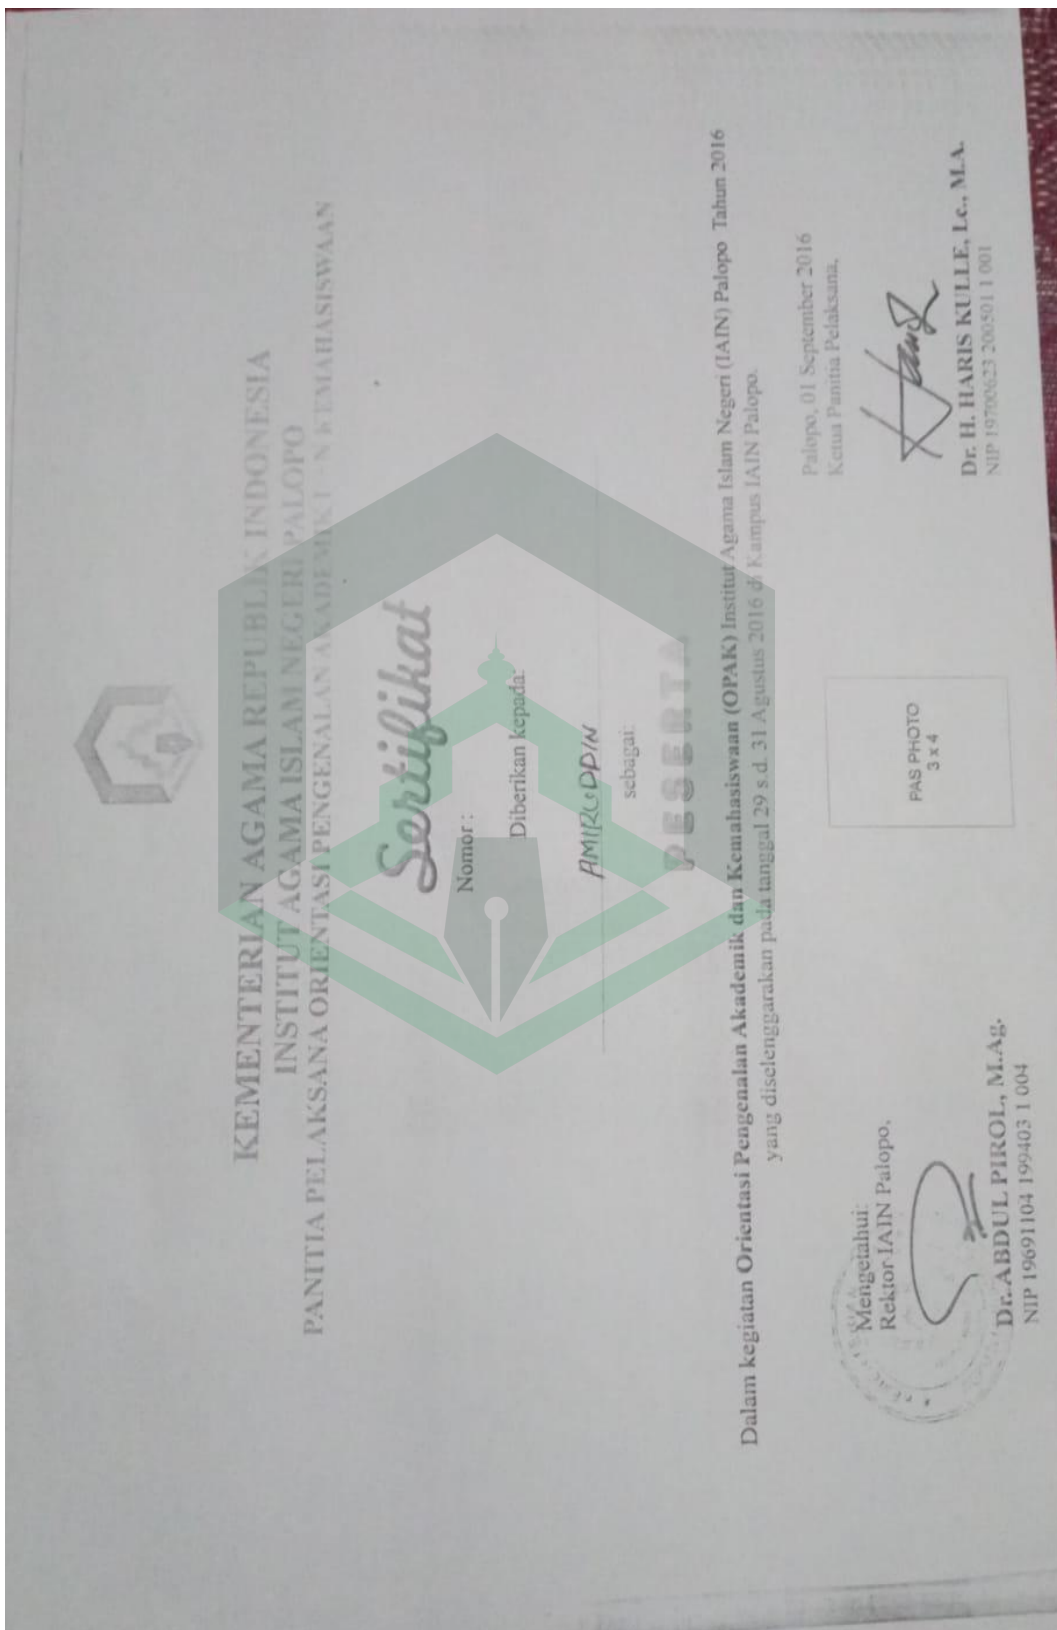 KEMENTERIAN AGAMA REPUBLIK INDONESIA
INSTITUT AGAMA ISLAM NEGERI PALOPO
PANITIA PELAKSANA ORIENTASI PENGENALAN AKADEMIK KEMAHASISWAAN
Sertifikat
Nomor :
Diberikan kepada:
AMIRUDDIN
sebagai:
PESERTA
Dalam kegiatan Orientasi Pengenalan Akademik dan Kemahasiswaan (OPAK) Institut Agama Islam Negeri (IAIN) Palopo Tahun 2016
yang diselenggarakan pada tanggal 29 s.d. 31 Agustus 2016 di Kampus IAIN Palopo.
Mengetahui:
Rektor IAIN Palopo,
Dr. ABDUL PIROL, M.Ag.
NIP 19691104 199403 1 004
PAS PHOTO
3 x 4
Palopo, 01 September 2016
Ketua Panitia Pelaksana,
Dr. H. HARIS KULLE, Lc., M.A.
NIP 19700623 200501 1 001